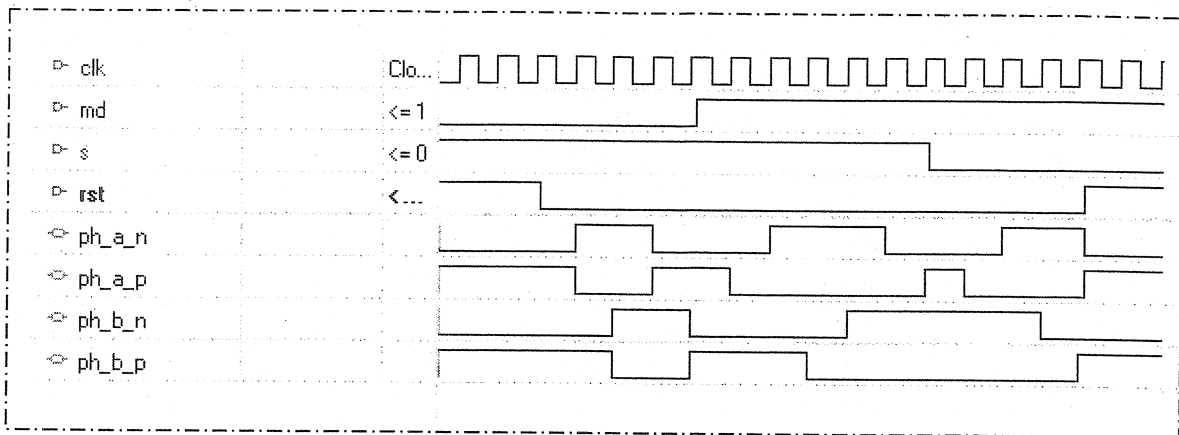 clk Clo...
md <= 1
s <= 0
rst <...
ph_a_n
ph_a_p
ph_b_n
ph_b_p